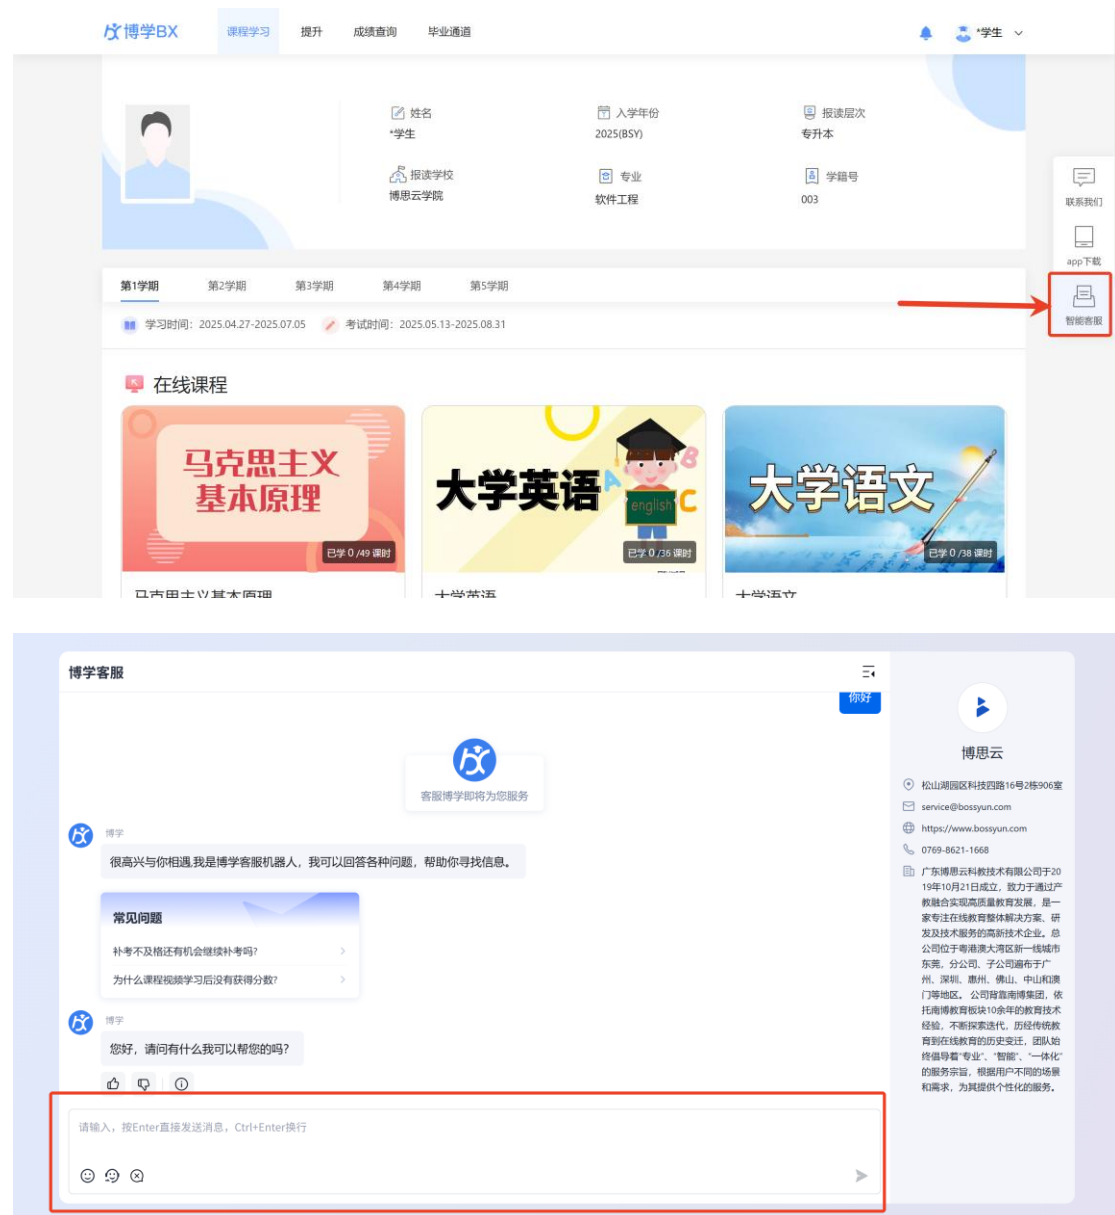 博学BX 课程学习 提升 成绩查询 毕业通道 *学生
姓名
*学生
入学年份
2025(BSY)
报读层次
专升本
报读学校
博思云学院
专业
软件工程
学籍号
003
联系我们
app下载
智能客服
第1学期 第2学期 第3学期 第4学期 第5学期
学习时间：2025.04.27-2025.07.05 考试时间：2025.05.13-2025.08.31
在线课程
马克思主义
基本原理
已学 0 /49 课时
大学英语
A
B
C
english
已学 0 /36 课时
大学语文
已学 0 /38 课时
马克思主义基本原理
大学英语
大学语文
博学客服
你好
客服博学即将为您服务
博学
很高兴与你相遇,我是博学客服机器人，我可以回答各种问题，帮助你寻找信息。
常见问题
补考不及格还有机会继续补考吗?
为什么课程视频学习后没有获得分数?
博学
您好，请问有什么我可以帮您的吗?
请输入，按Enter直接发送消息，Ctrl+Enter换行
博思云
松山湖园区科技四路16号2栋906室
service@bossyun.com
https://www.bossyun.com
0769-8621-1668
广东博思云科教技术有限公司于20
19年10月21日成立，致力于通过产
教融合实现高质量教育发展，是一
家专注在线教育整体解决方案、研
发及技术服务的高新技术企业。总
公司位于粤港澳大湾区新一线城市
东莞，分公司、子公司遍布于广
州、深圳、惠州、佛山、中山和澳
门等地区。公司背靠南博集团，依
托南博教育板块10余年的教育技术
经验，不断探索迭代，历经传统教
育到在线教育的历史变迁，团队始
终倡导着“专业”、“智能”、“一体化”
的服务宗旨，根据用户不同的场景
和需求，为其提供个性化的服务。